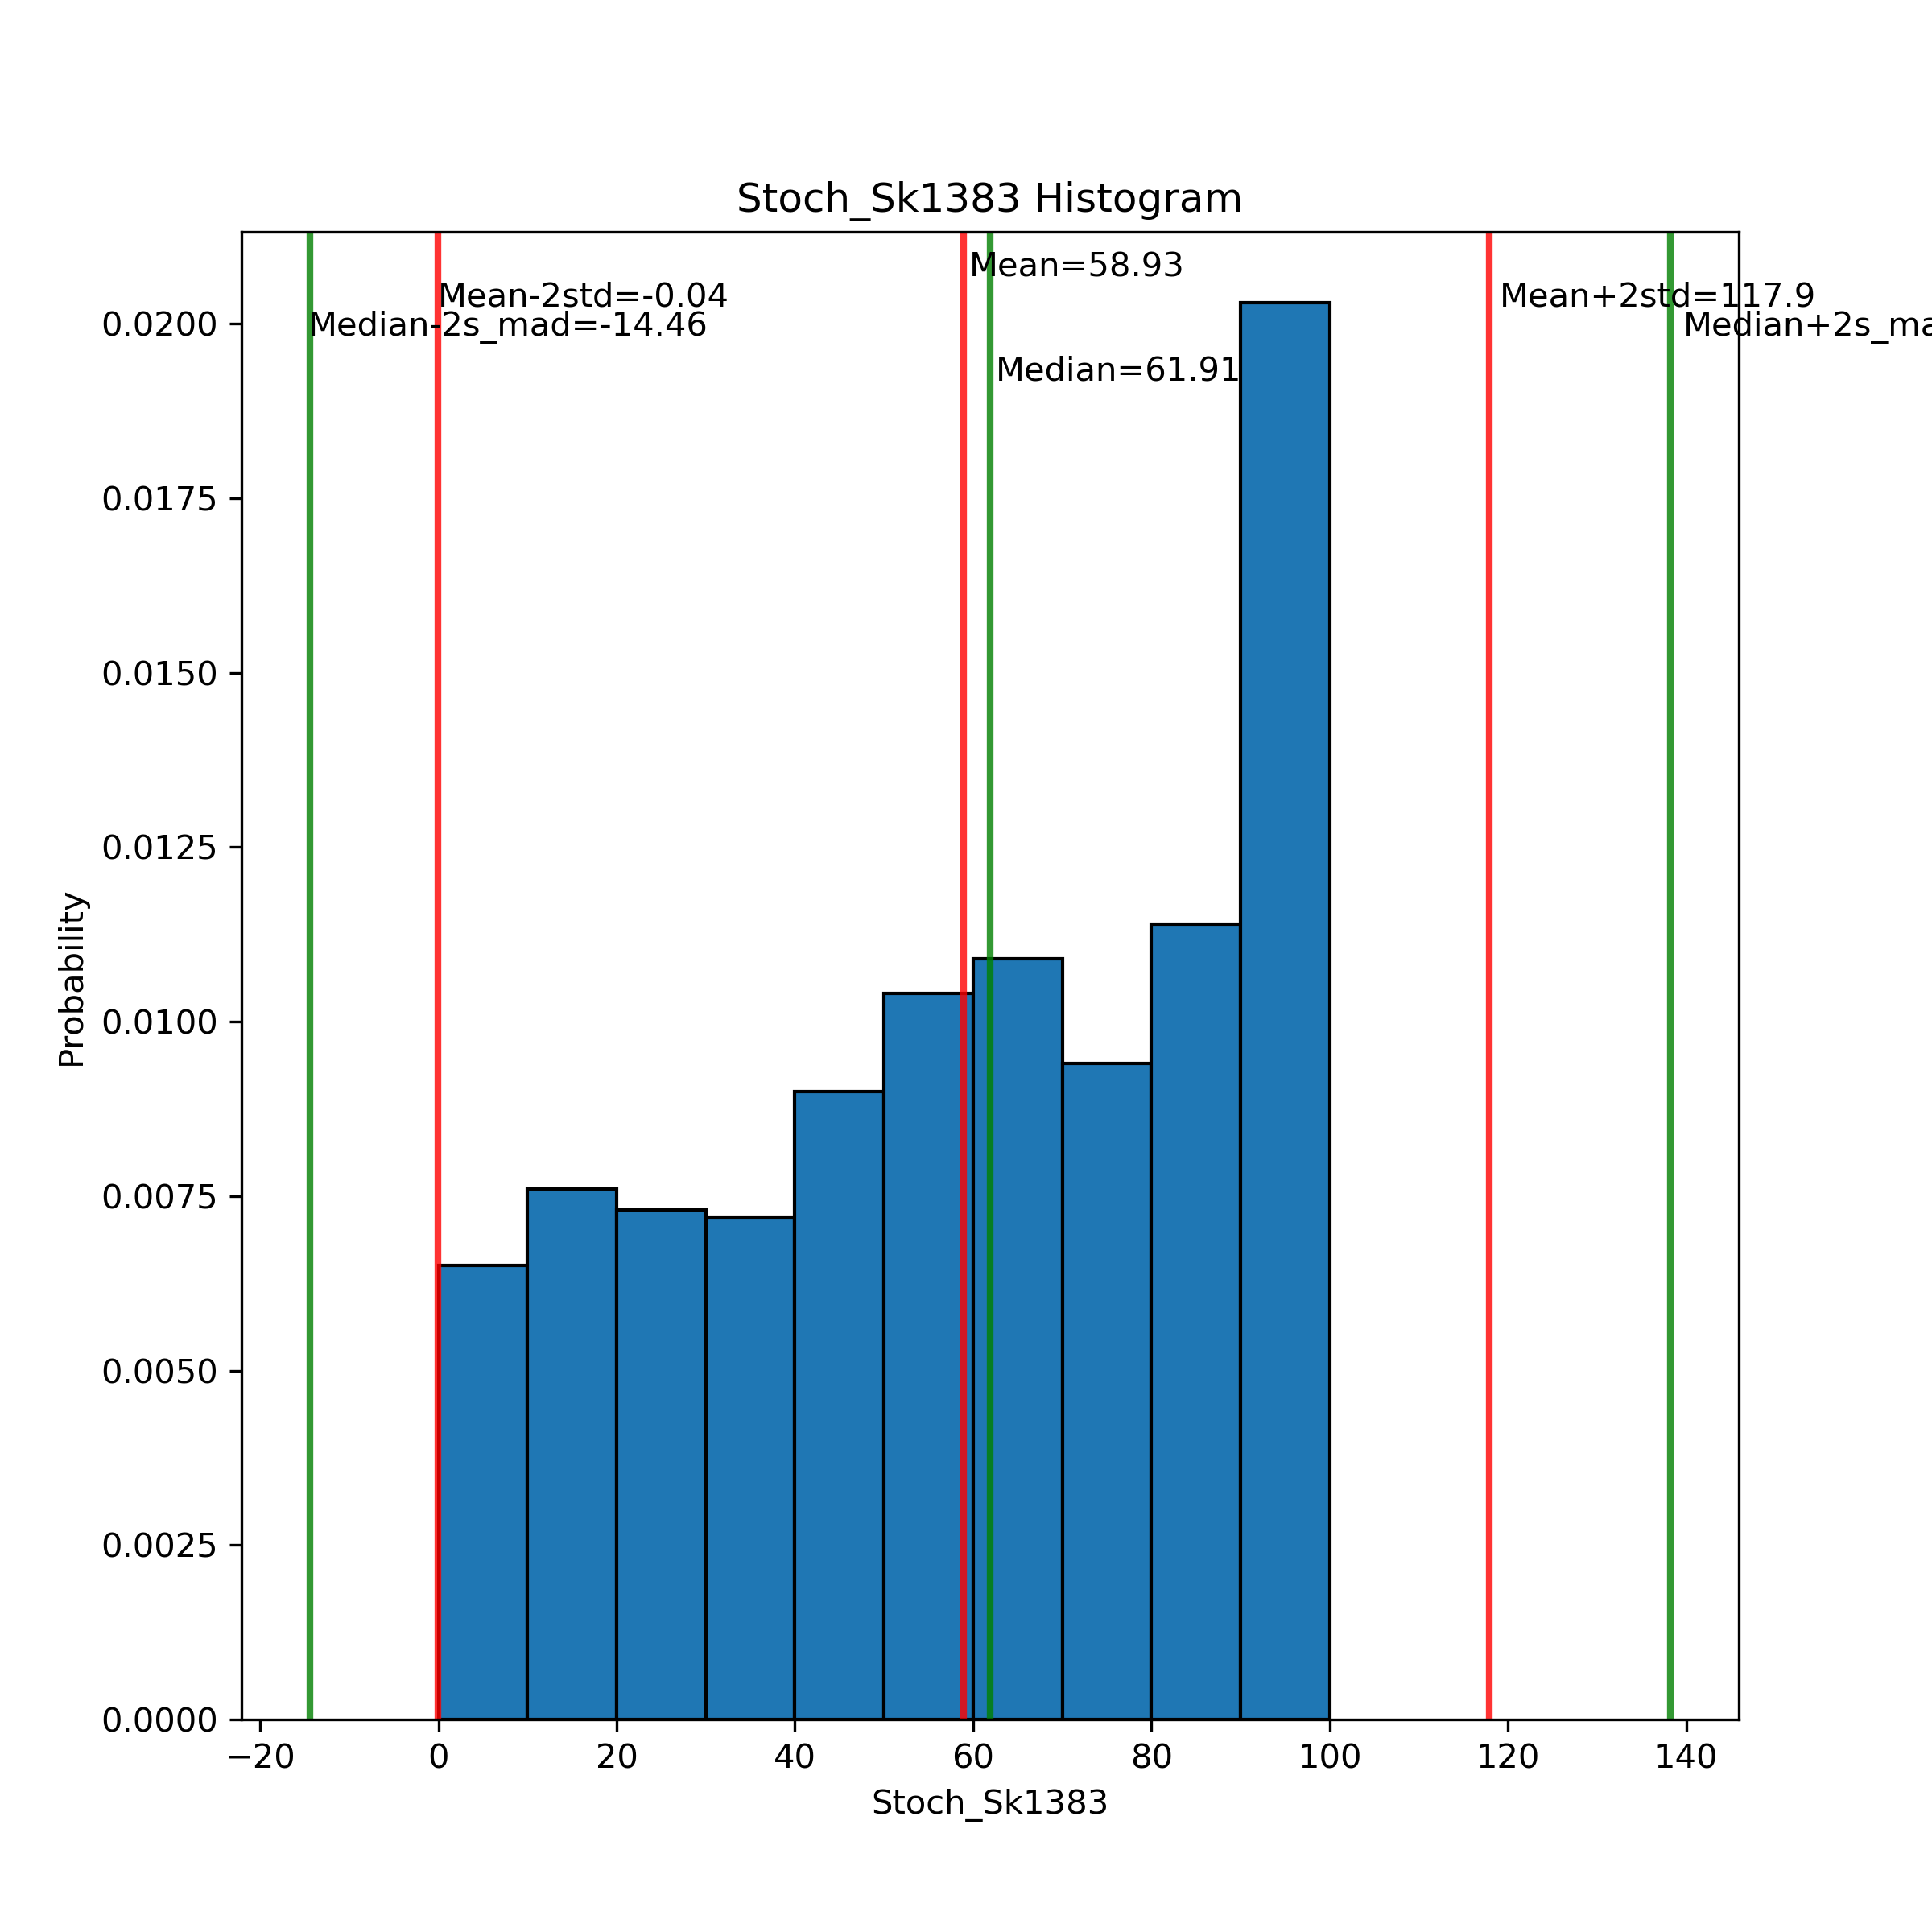 Stoch_Sk1383 Histogram
Mean=58.93
Mean-2std=-0.04
Mean+2std=117.9
Median-2s_mad=-14.46
Median+2s_ma
Median=61.91
0.0200
0.0175
0.0150
0.0125
0.0100
0.0075
0.0050
0.0025
0.0000
Probability
−20 0 20 40 60 80 100 120 140
Stoch_Sk1383